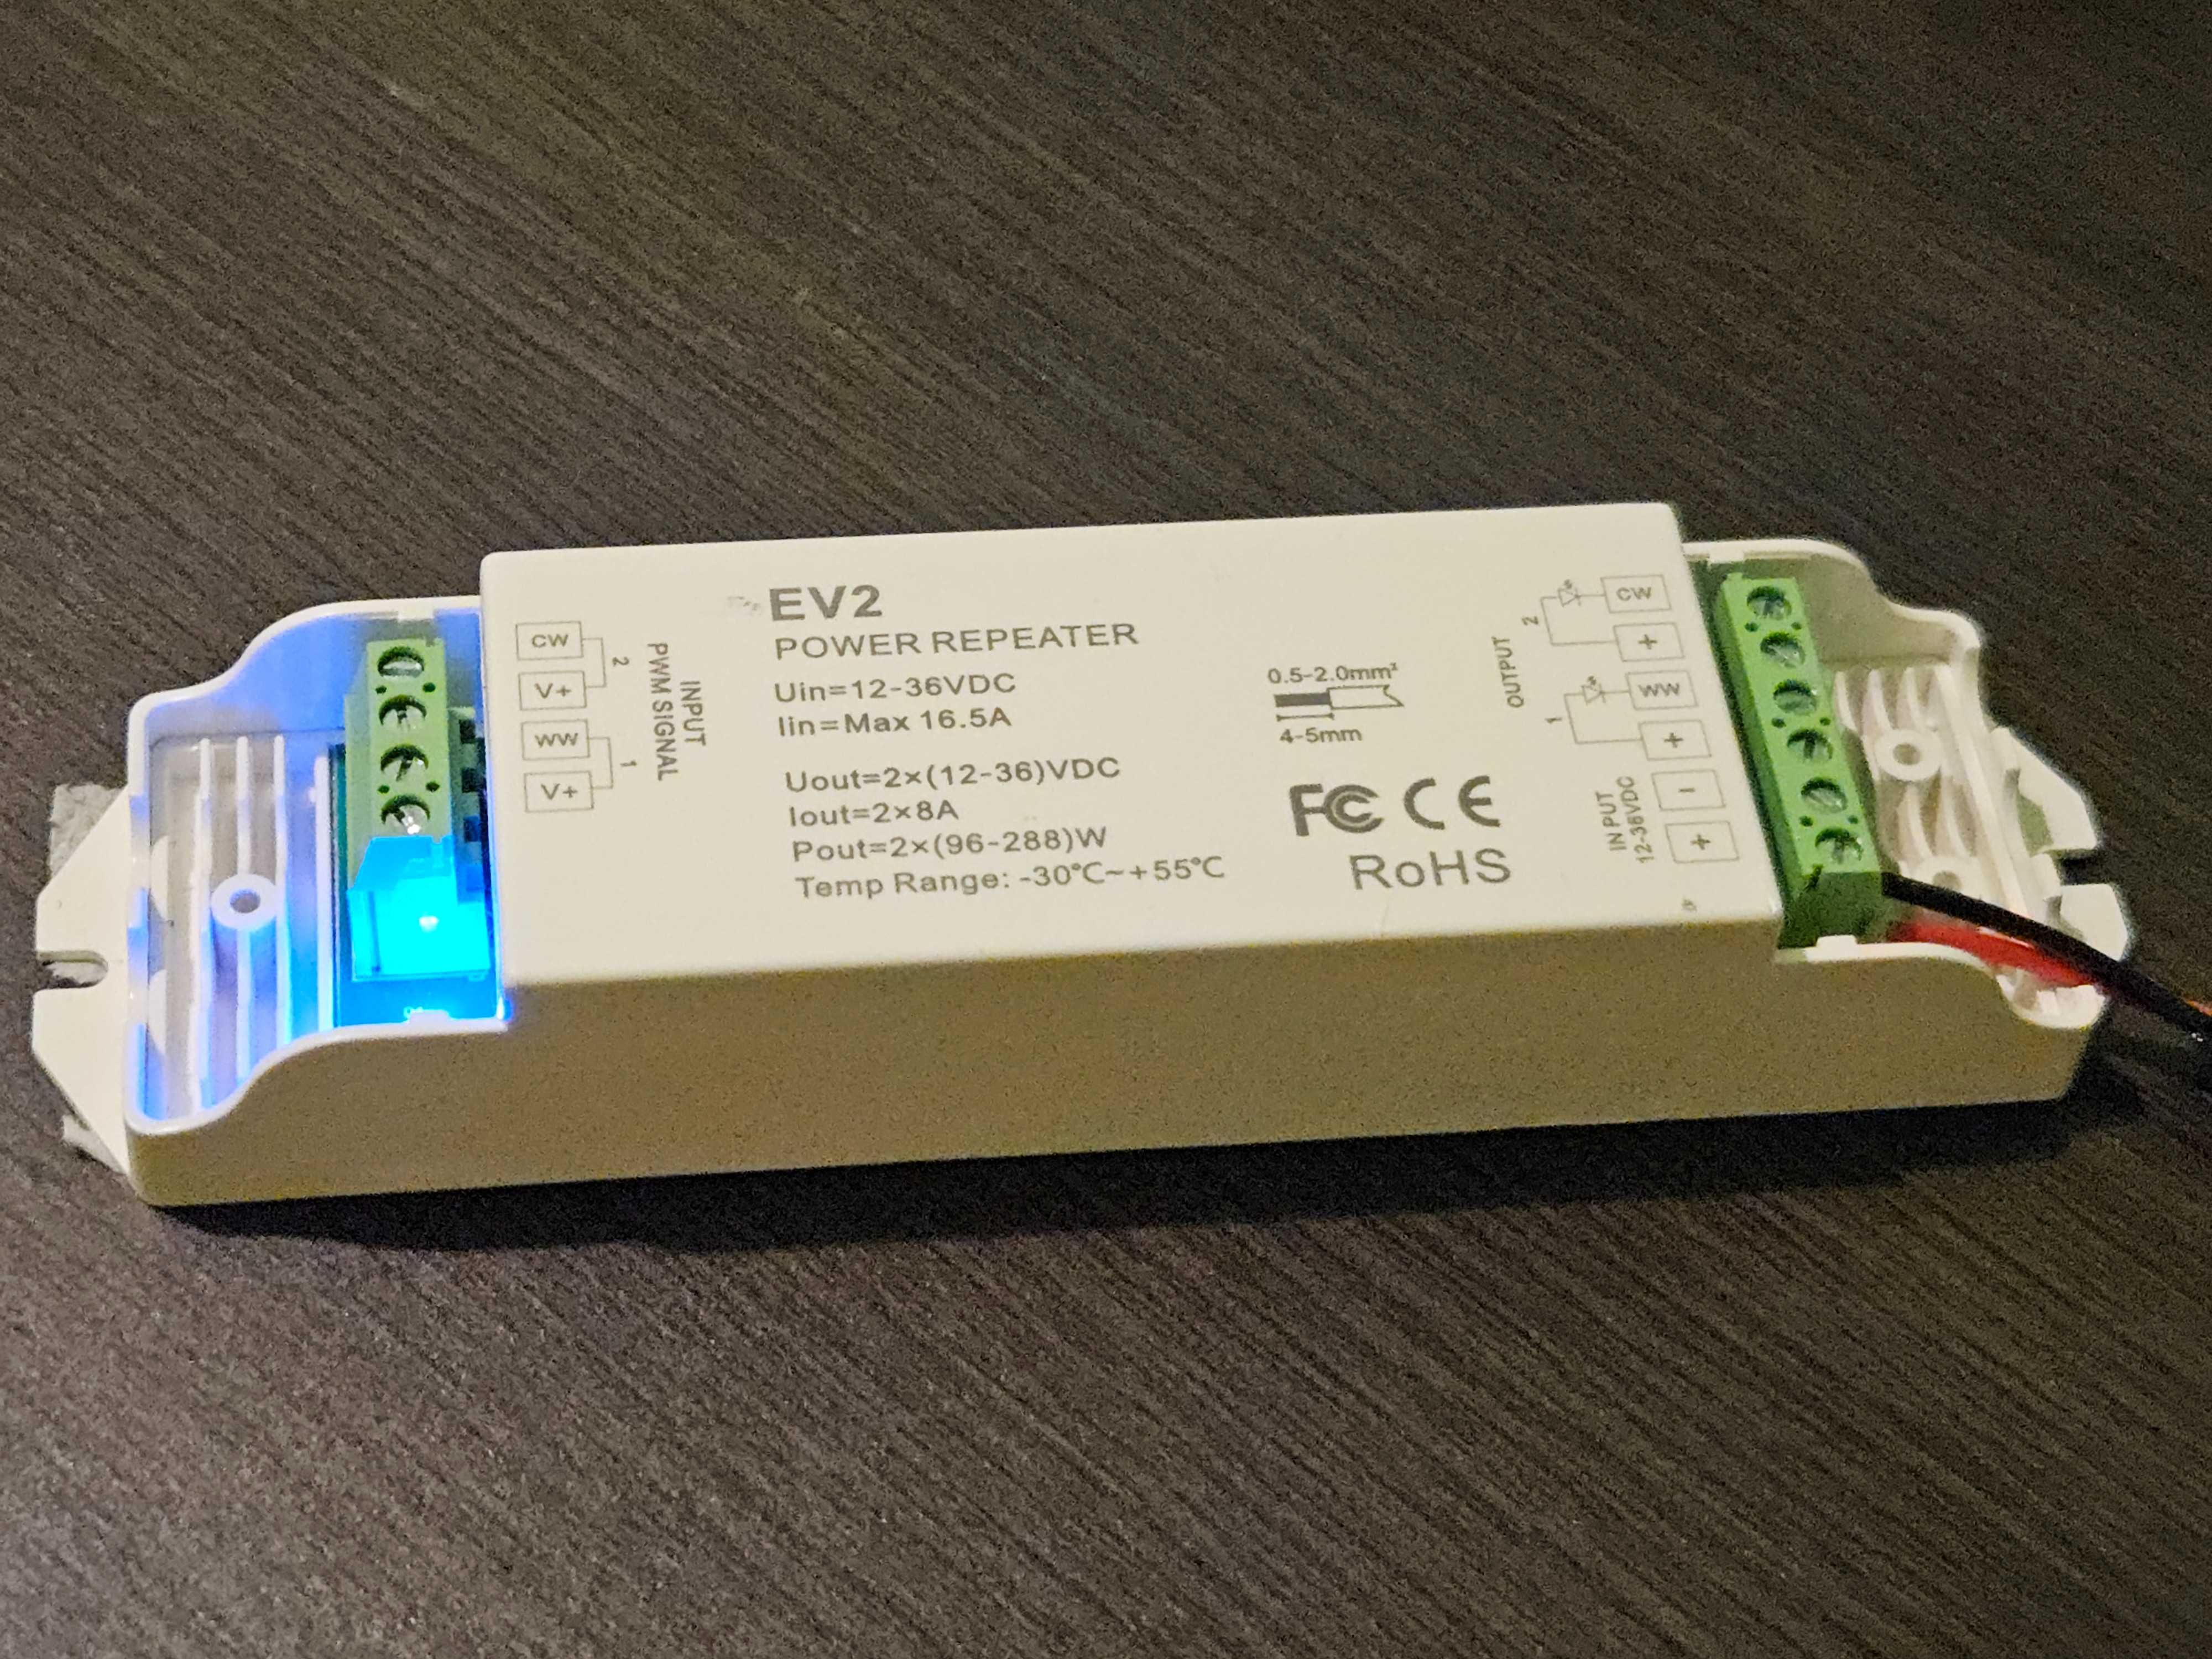 EV2
POWER REPEATER
Uin=12-36VDC
Iin=Max 16.5A
Uout=2×(12-36)VDC
Iout=2×8A
Pout=2×(96-288)W
Temp Range: -30℃~+55℃
CW
V+
2
WW
V+
1
INPUT
PWM SIGNAL
0.5-2.0mm²
4-5mm
FC CE
RoHS
OUTPUT
2
CW
+
1
WW
+
INPUT
12-36VDC
-
+